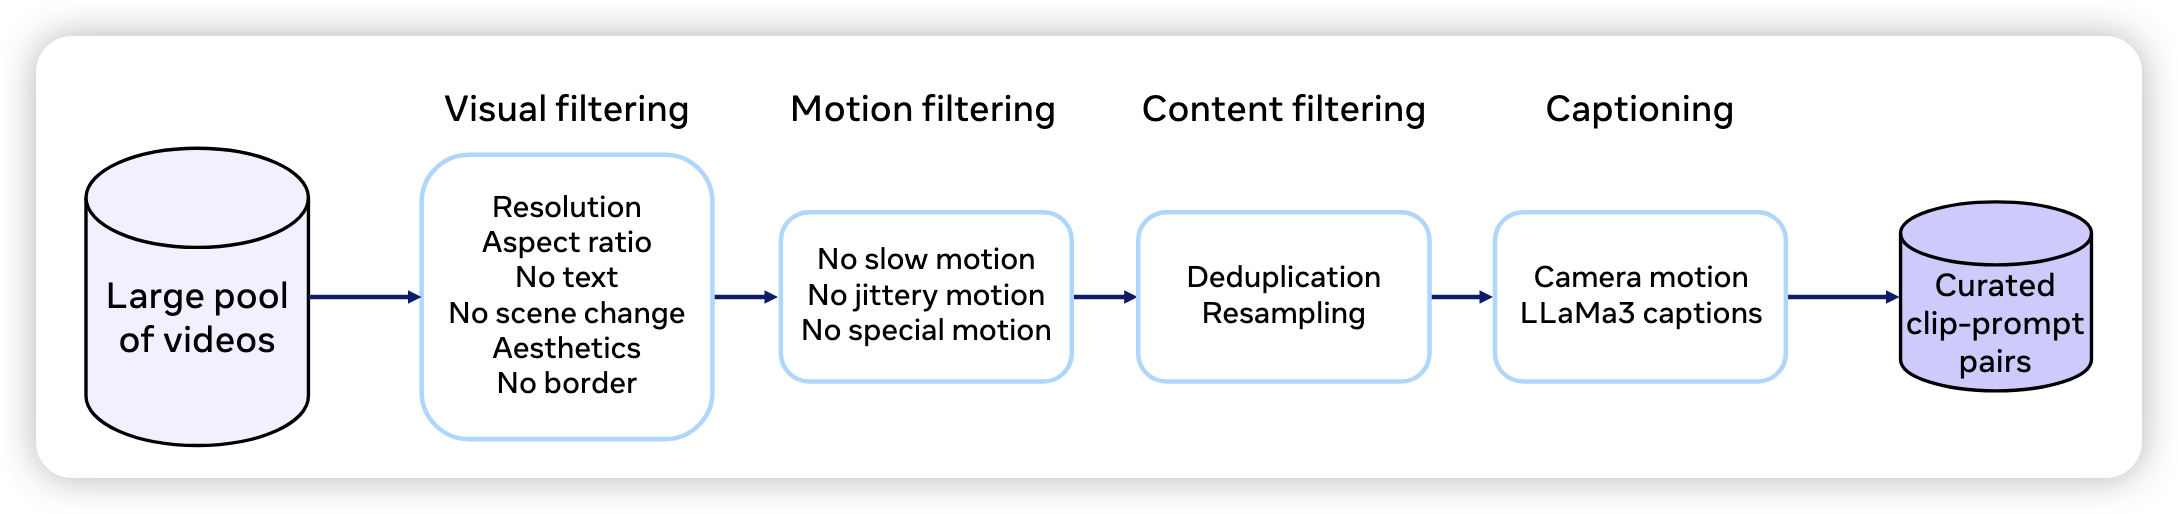 Large pool
of videos
Visual filtering
Resolution
Aspect ratio
No text
No scene change
Aesthetics
No border
Motion filtering
No slow motion
No jittery motion
No special motion
Content filtering
Deduplication
Resampling
Captioning
Camera motion
LLaMa3 captions
Curated
clip-prompt
pairs